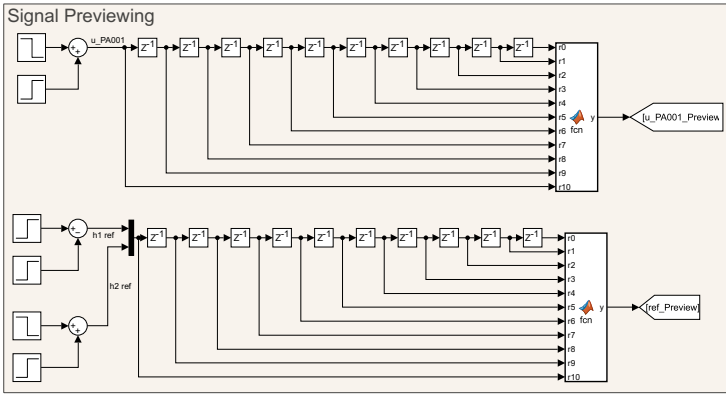 Signal Previewing
u_PA001
z-1 z-1 z-1 z-1 z-1 z-1 z-1 z-1 z-1 z-1
r0
r1
r2
r3
r4
r5
r6
r7
r8
r9
r10
fcn
y
[u_PA001_Preview
h1 ref
h2 ref
z-1 z-1 z-1 z-1 z-1 z-1 z-1 z-1 z-1 z-1
r0
r1
r2
r3
r4
r5
r6
r7
r8
r9
r10
fcn
y
[ref_Preview]